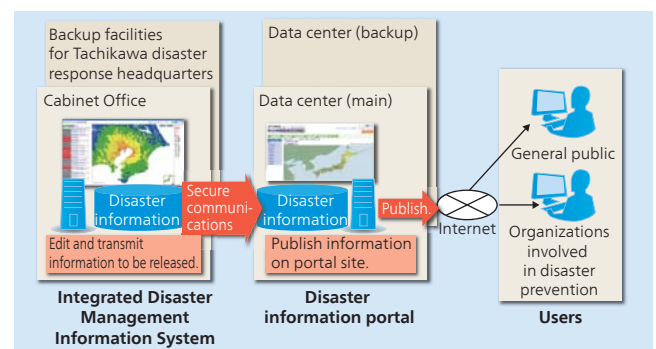 Backup facilities
for Tachikawa disaster
response headquarters
Cabinet Office
Disaster
information
Edit and transmit
information to be released.
Integrated Disaster
Management
Information System
Secure
communi-
cations
Data center (backup)
Data center (main)
Disaster
information
Publish information
on portal site.
Disaster
information portal
Publish.
Internet
General public
Organizations
involved
in disaster
prevention
Users